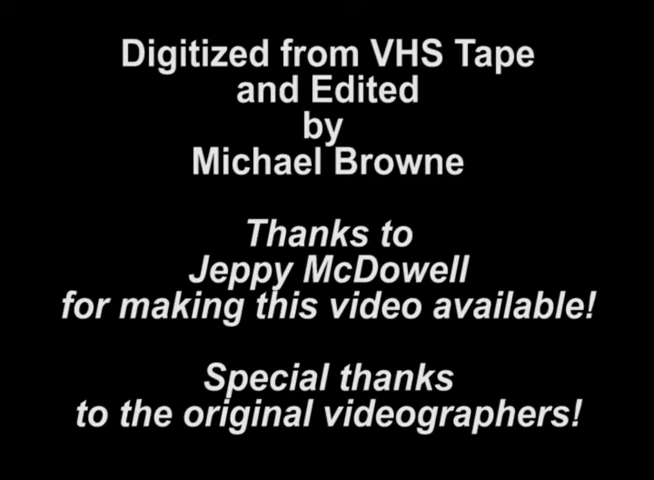 Digitized from VHS Tape
and Edited
by
Michael Browne
Thanks to
Jeppy McDowell
for making this video available!
Special thanks
to the original videographers!